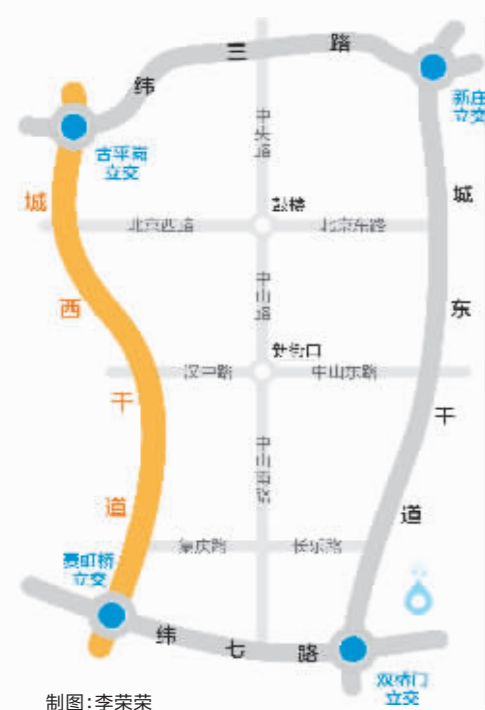 纬三路
新庄
立交
古平岗
立交
中央路
鼓楼
北京西路
北京东路
城西干道
城东干道
中山路
新街口
汉中路
中山东路
中山南路
集庆路
长乐路
赛虹桥
立交
纬七路
双桥门
立交
制图:李荣荣